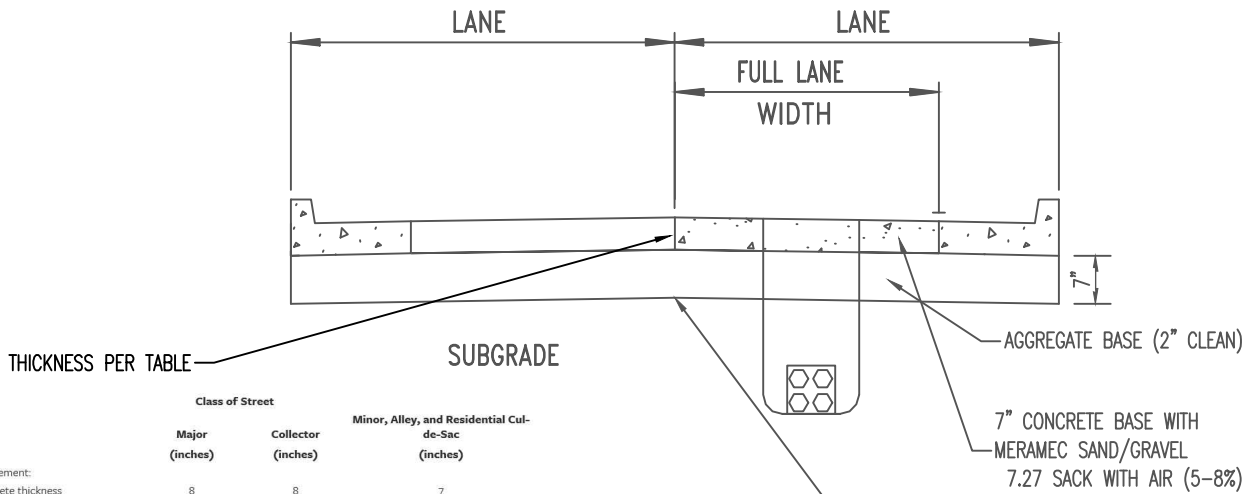 LANE
LANE
FULL LANE
WIDTH
7"
THICKNESS PER TABLE
SUBGRADE
AGGREGATE BASE (2" CLEAN)
7" CONCRETE BASE WITH
MERAMEC SAND/GRAVEL
7.27 SACK WITH AIR (5-8%)
Class of Street
Major
(inches)
Collector
(inches)
Minor, Alley, and Residential Cul-
de-Sac
(inches)
ement:
ete thickness 8 8 7